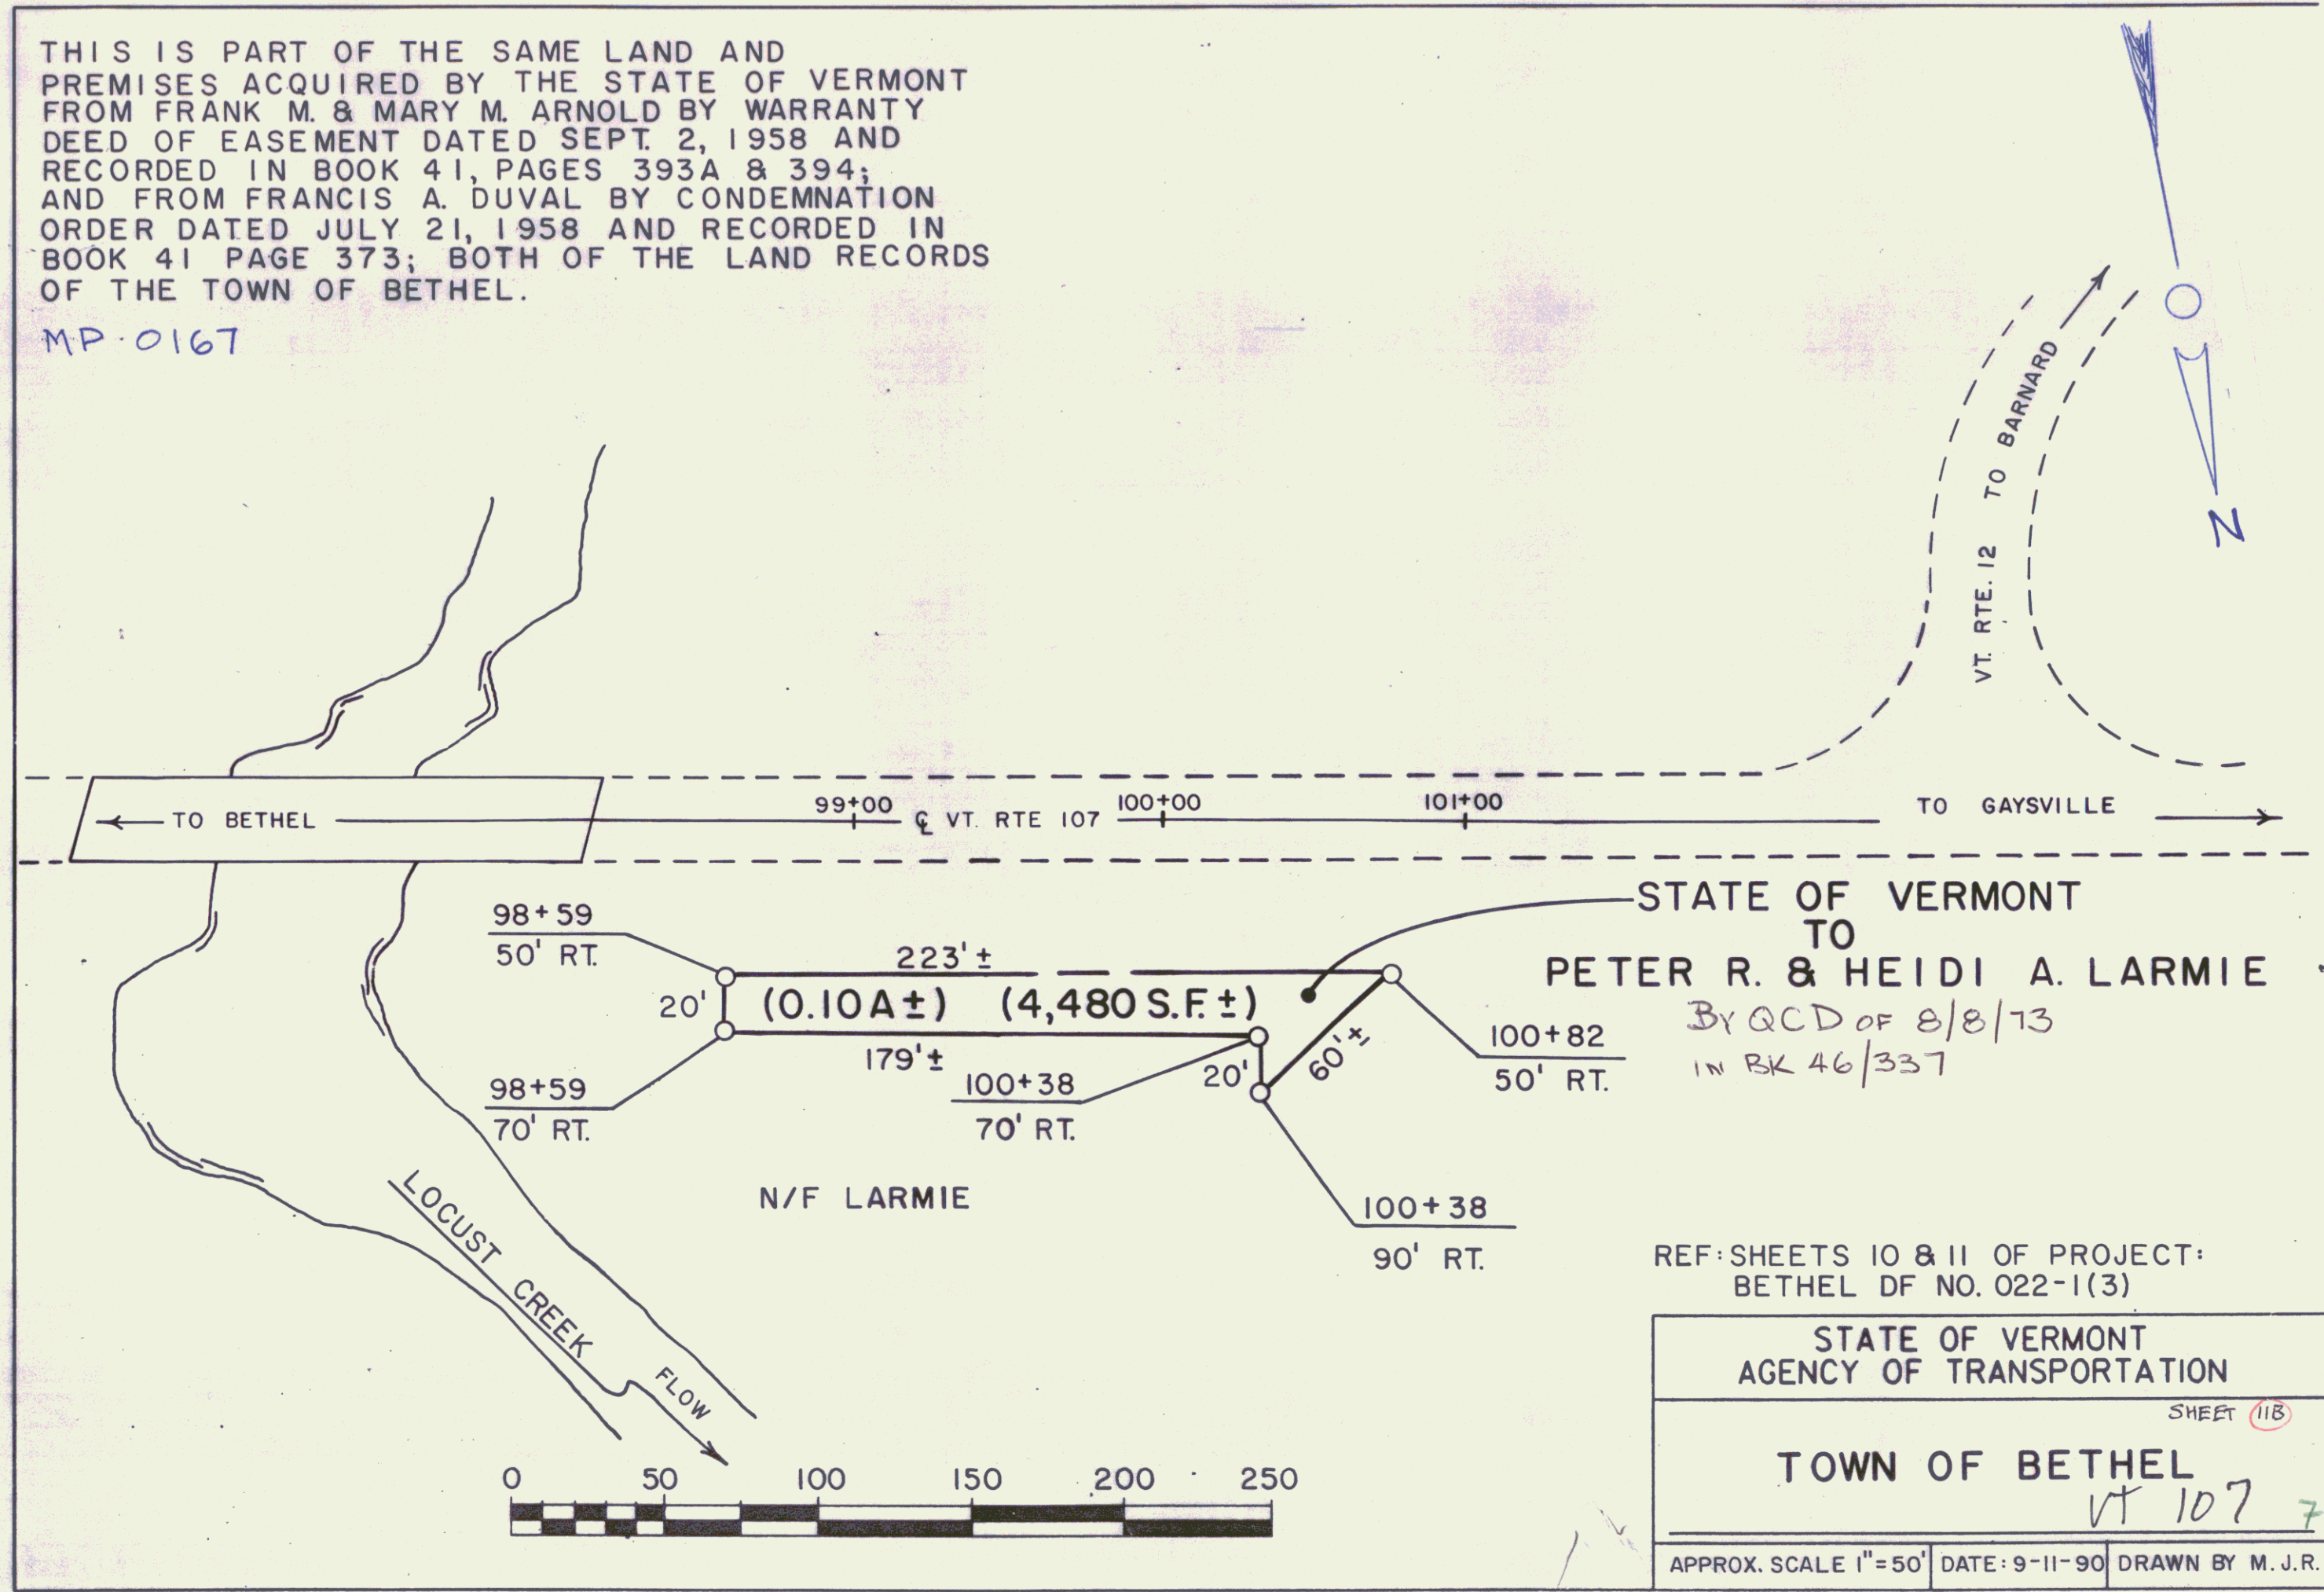 THIS IS PART OF THE SAME LAND AND
PREMISES ACQUIRED BY THE STATE OF VERMONT
FROM FRANK M. & MARY M. ARNOLD BY WARRANTY
DEED OF EASEMENT DATED SEPT. 2, 1958 AND
RECORDED IN BOOK 41, PAGES 393A & 394;
AND FROM FRANCIS A. DUVAL BY CONDEMNATION
ORDER DATED JULY 21, 1958 AND RECORDED IN
BOOK 41 PAGE 373; BOTH OF THE LAND RECORDS
OF THE TOWN OF BETHEL.
MP·0167
N
VT. RTE. 12 TO BARNARD
TO BETHEL
99+00
℄ VT. RTE 107
100+00
101+00
TO GAYSVILLE
STATE OF VERMONT
TO
PETER R. & HEIDI A. LARMIE
BY QCD OF 8/8/73
IN BK 46/337
98+59
50' RT.
223'±
20'
(0.10A±) (4,480 S.F.±)
179'±
98+59
70' RT.
100+38
70' RT.
20'
60'±
100+82
50' RT.
100+38
90' RT.
N/F LARMIE
LOCUST CREEK
FLOW
REF: SHEETS 10 & 11 OF PROJECT:
BETHEL DF NO. 022-1(3)
STATE OF VERMONT
AGENCY OF TRANSPORTATION
SHEET 11B
TOWN OF BETHEL
VT 107 7
APPROX. SCALE 1"=50' DATE: 9-11-90 DRAWN BY M.J.R.
0 50 100 150 200 250